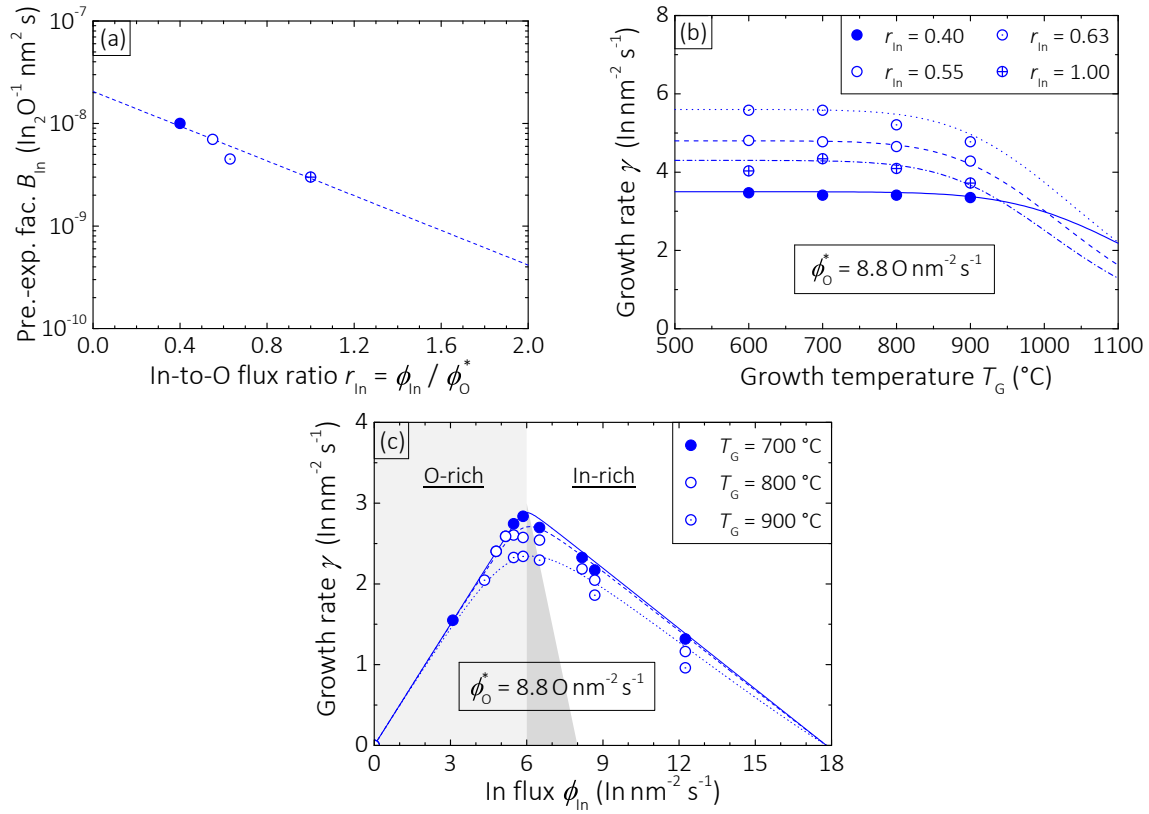 (a)
Pre.-exp. fac. B_In (In₂O⁻¹ nm² s)
10⁻⁷
10⁻⁸
10⁻⁹
10⁻¹⁰
0.0 0.4 0.8 1.2 1.6 2.0
In-to-O flux ratio r_In = ϕ_In / ϕ_O*
(b)
Growth rate γ (In nm⁻² s⁻¹)
8
6
4
2
0
r_In = 0.40 r_In = 0.63
r_In = 0.55 r_In = 1.00
ϕ_O* = 8.8 O nm⁻² s⁻¹
500 600 700 800 900 1000 1100
Growth temperature T_G (°C)
(c)
Growth rate γ (In nm⁻² s⁻¹)
4
3
2
1
0
O-rich In-rich
T_G = 700 °C
T_G = 800 °C
T_G = 900 °C
ϕ_O* = 8.8 O nm⁻² s⁻¹
0 3 6 9 12 15 18
In flux ϕ_In (In nm⁻² s⁻¹)